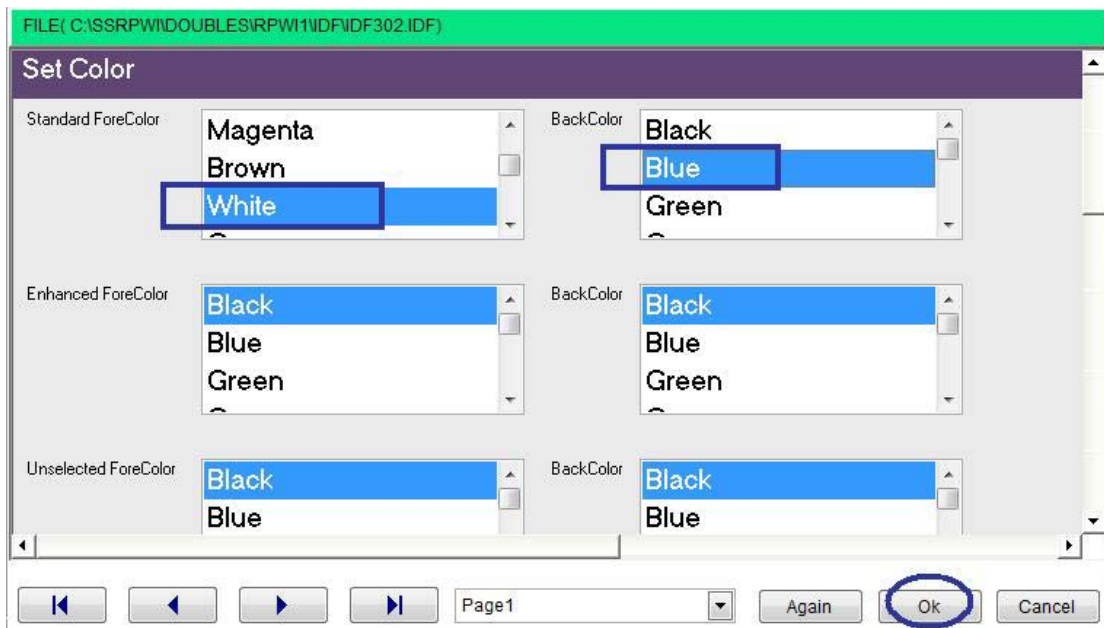 FILE( C:\SSRPWI\DOUBLES\RPWI1\IDF\IDF302.IDF)
Set Color
Standard ForeColor
Magenta
Brown
White
BackColor
Black
Blue
Green
Enhanced ForeColor
Black
Blue
Green
BackColor
Black
Blue
Green
Unselected ForeColor
Black
Blue
BackColor
Black
Blue
Page1
Again
Ok
Cancel